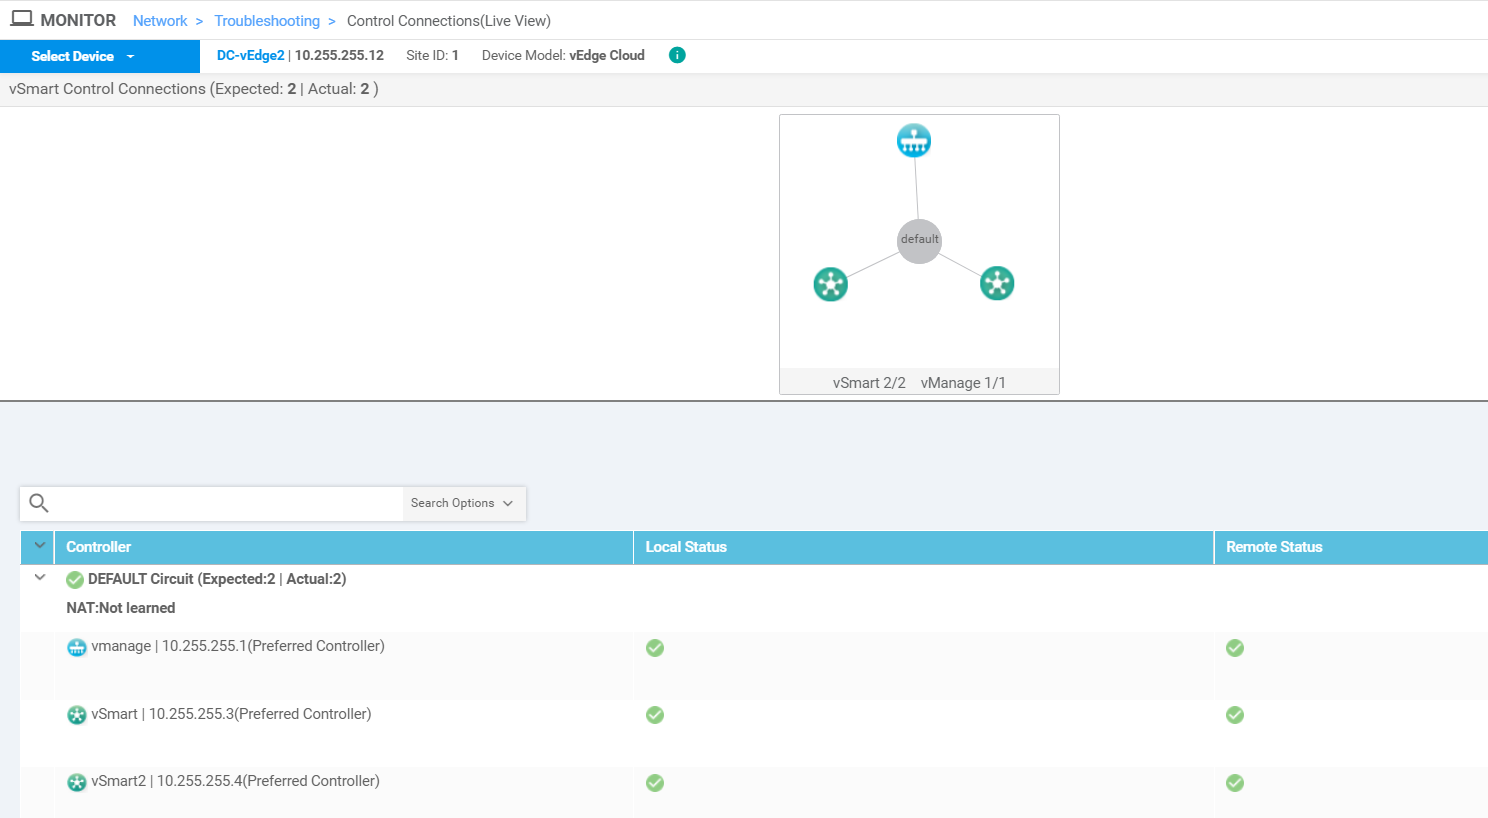 MONITOR Network > Troubleshooting > Control Connections(Live View)
Select Device DC-vEdge2 | 10.255.255.12 Site ID: 1 Device Model: vEdge Cloud i
vSmart Control Connections (Expected: 2 | Actual: 2 )
default
vSmart 2/2 vManage 1/1
Search Options
Controller Local Status Remote Status
DEFAULT Circuit (Expected:2 | Actual:2)
NAT:Not learned
vmanage | 10.255.255.1(Preferred Controller)
vSmart | 10.255.255.3(Preferred Controller)
vSmart2 | 10.255.255.4(Preferred Controller)